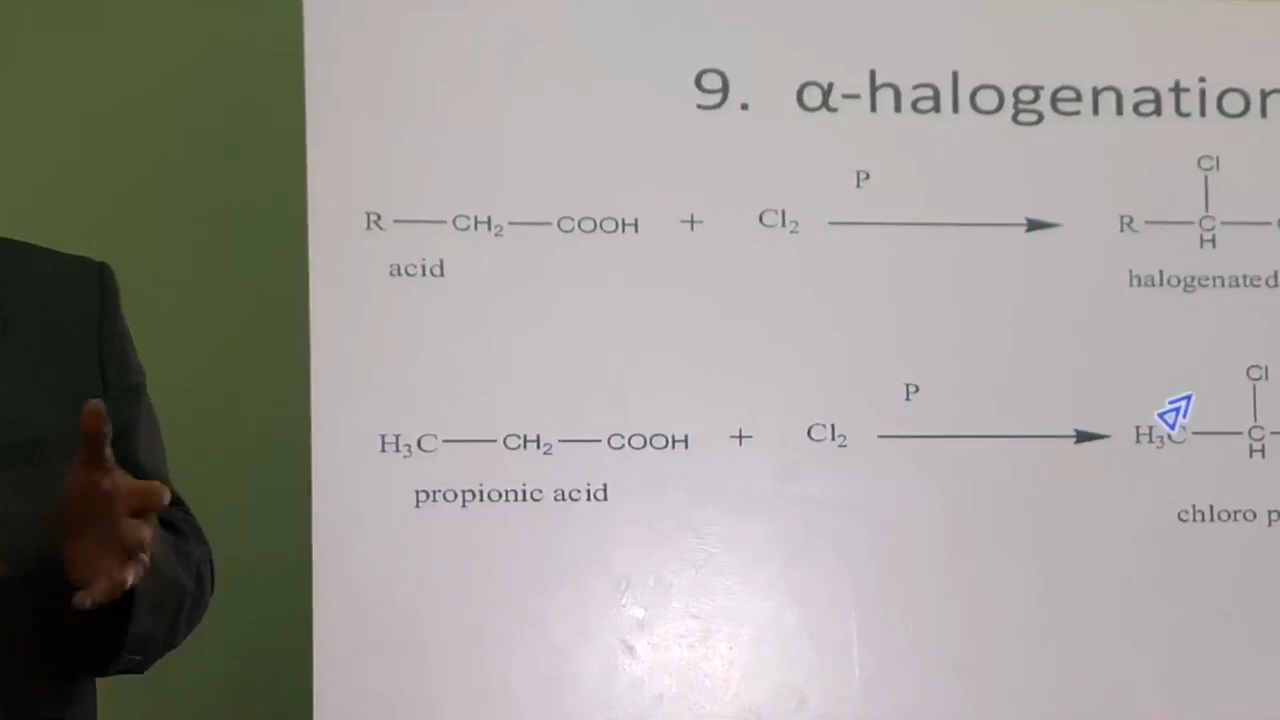 9. α-halogenation
Cl
P
R—CH₂—COOH + Cl₂ → R—C—
H
acid
halogenated
Cl
P
H₃C—CH₂—COOH + Cl₂ → H₃C—C—
H
propionic acid
chloro p